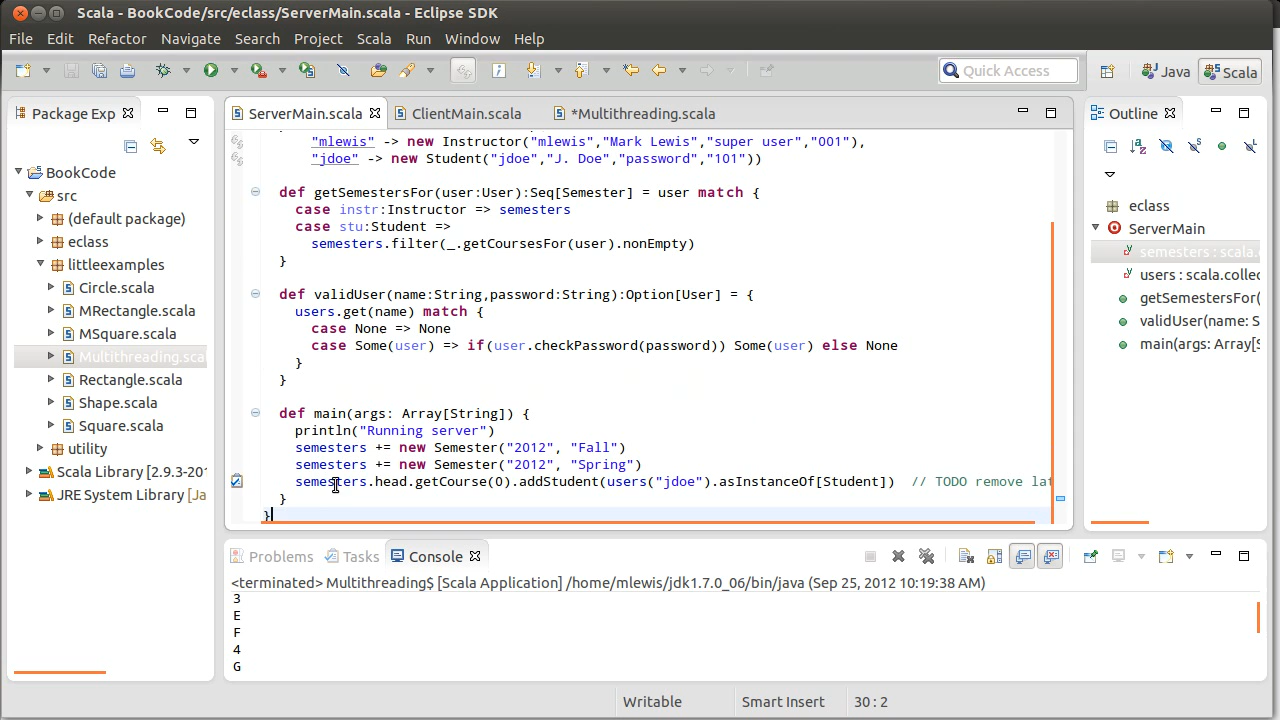 Scala - BookCode/src/eclass/ServerMain.scala - Eclipse SDK
File Edit Refactor Navigate Search Project Scala Run Window Help
Quick Access Java Scala
Package Exp
ServerMain.scala ClientMain.scala *Multithreading.scala
Outline
BookCode
src
(default package)
eclass
littleexamples
Circle.scala
MRectangle.scala
MSquare.scala
Multithreading.sca
Rectangle.scala
Shape.scala
Square.scala
utility
Scala Library [2.9.3-201
JRE System Library [Ja
"mlewis" -> new Instructor("mlewis","Mark Lewis","super user","001"),
"jdoe" -> new Student("jdoe","J. Doe","password","101"))
def getSemestersFor(user:User):Seq[Semester] = user match {
case instr:Instructor => semesters
case stu:Student =>
semesters.filter(_.getCoursesFor(user).nonEmpty)
}
def validUser(name:String,password:String):Option[User] = {
users.get(name) match {
case None => None
case Some(user) => if(user.checkPassword(password)) Some(user) else None
}
}
def main(args: Array[String]) {
println("Running server")
semesters += new Semester("2012", "Fall")
semesters += new Semester("2012", "Spring")
semesters.head.getCourse(0).addStudent(users("jdoe").asInstanceOf[Student]) // TODO remove lat
}
}
eclass
ServerMain
semesters : scala.c
users : scala.collec
getSemestersFor(
validUser(name: S
main(args: Array[S
Problems Tasks Console
<terminated> Multithreading$ [Scala Application] /home/mlewis/jdk1.7.0_06/bin/java (Sep 25, 2012 10:19:38 AM)
3
E
F
4
G
Writable Smart Insert 30 : 2